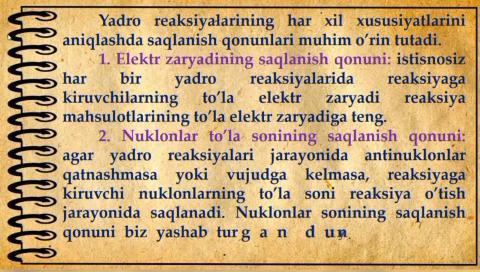 Yadro reaksiyalarining har xil xususiyatlarini
aniqlashda saqlanish qonunlari muhim o’rin tutadi.
1. Elektr zaryadining saqlanish qonuni: istisnosiz
har bir yadro reaksiyalarida reaksiyaga
kiruvchilarning to’la elektr zaryadi reaksiya
mahsulotlarining to’la elektr zaryadiga teng.
2. Nuklonlar to’la sonining saqlanish qonuni:
agar yadro reaksiyalari jarayonida antinuklonlar
qatnashmasa yoki vujudga kelmasa, reaksiyaga
kiruvchi nuklonlarning to’la soni reaksiya o’tish
jarayonida saqlanadi. Nuklonlar sonining saqlanish
qonuni biz yashab turgan